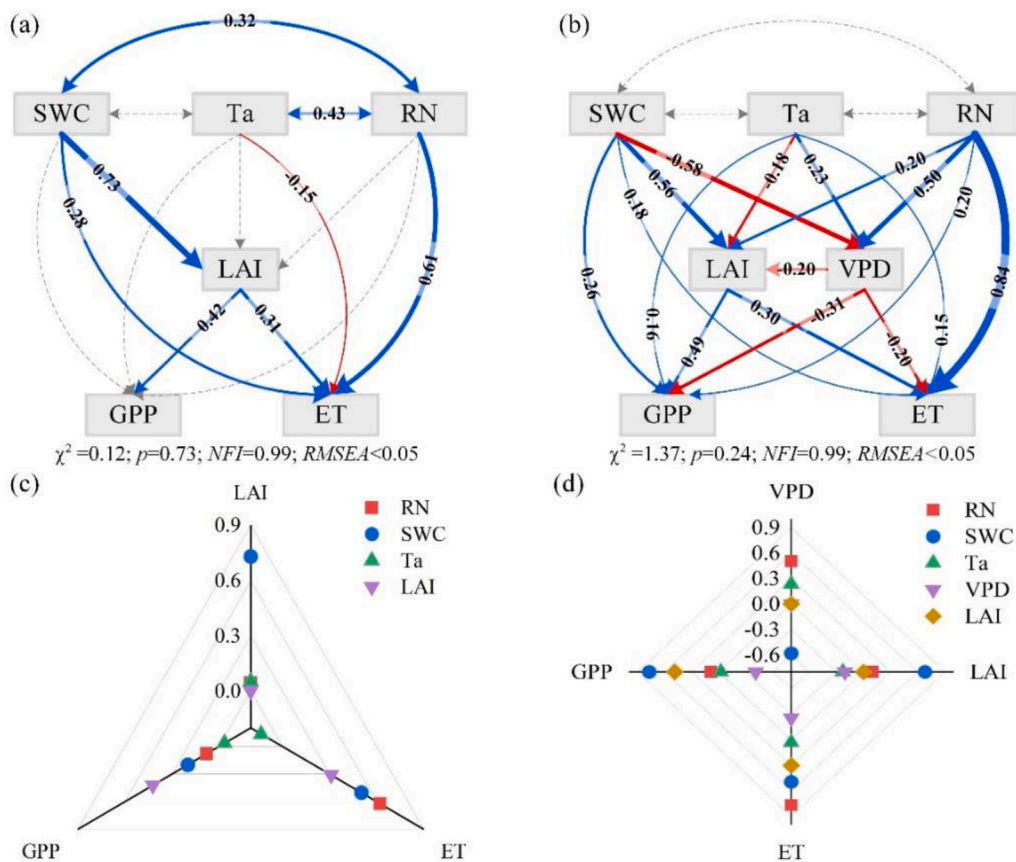 (a)
0.32
SWC
Ta
0.43
RN
0.73
0.28
-0.15
0.61
LAI
0.42
0.31
GPP
ET
χ² =0.12; p=0.73; NFI=0.99; RMSEA<0.05
(b)
SWC
Ta
RN
-0.58
0.56
0.18
-0.18
0.23
0.20
0.50
0.20
LAI
-0.20
VPD
0.26
0.16
0.49
0.30
-0.31
-0.20
0.15
0.84
GPP
ET
χ² =1.37; p=0.24; NFI=0.99; RMSEA<0.05
(c)
LAI
0.9
0.6
0.3
0.0
RN
SWC
Ta
LAI
GPP
ET
(d)
VPD
0.9
0.6
0.3
0.0
-0.3
-0.6
RN
SWC
Ta
VPD
LAI
GPP
LAI
ET